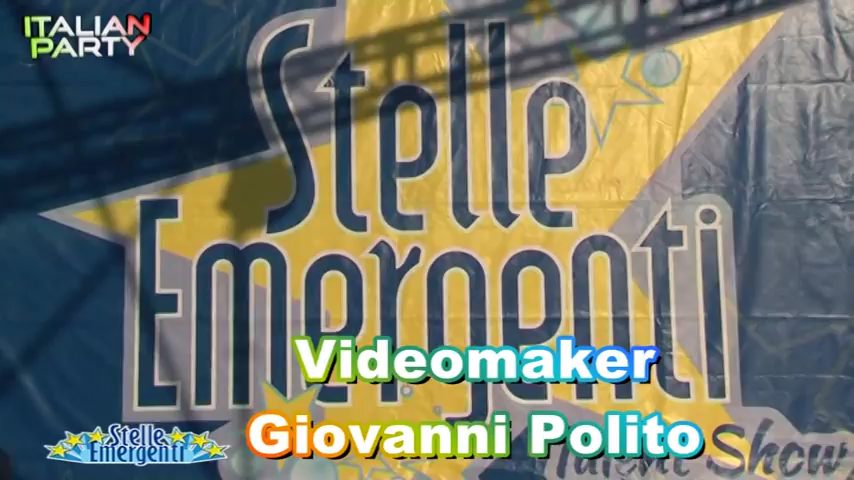 ITALIAN
PARTY
Stelle
Emergenti
Videomaker
Giovanni Polito
Talent Show
Stelle
Emergenti